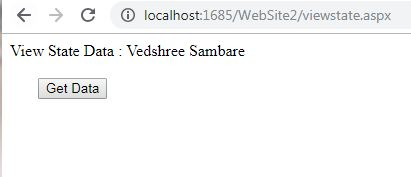 localhost:1685/WebSite2/viewstate.aspx
View State Data : Vedshree Sambare
Get Data